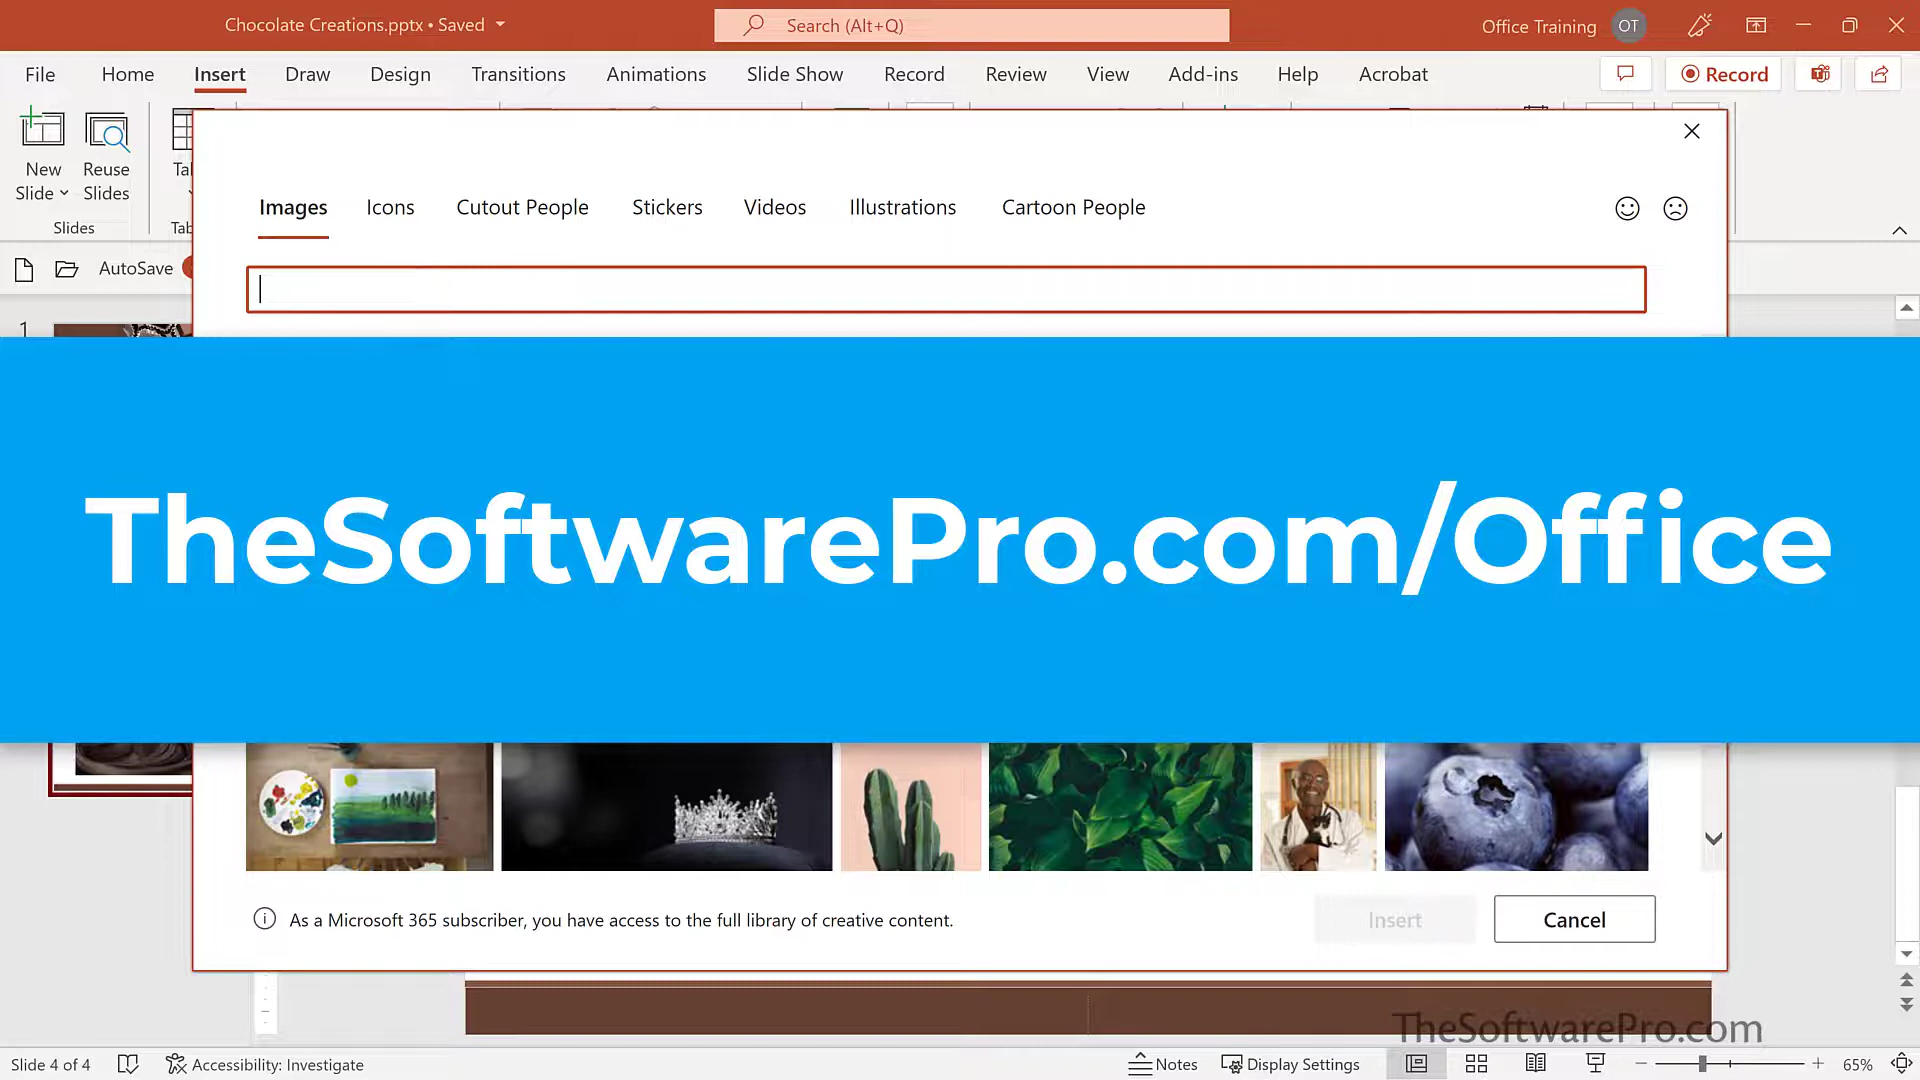 Chocolate Creations.pptx • Saved
Search (Alt+Q)
Office Training OT
File Home Insert Draw Design Transitions Animations Slide Show Record Review View Add-ins Help Acrobat
Record
New Slide
Reuse Slides
Slides
AutoSave
Images Icons Cutout People Stickers Videos Illustrations Cartoon People
1
TheSoftwarePro.com/Office
As a Microsoft 365 subscriber, you have access to the full library of creative content.
Insert Cancel
TheSoftwarePro.com
Slide 4 of 4
Accessibility: Investigate
Notes Display Settings
65%